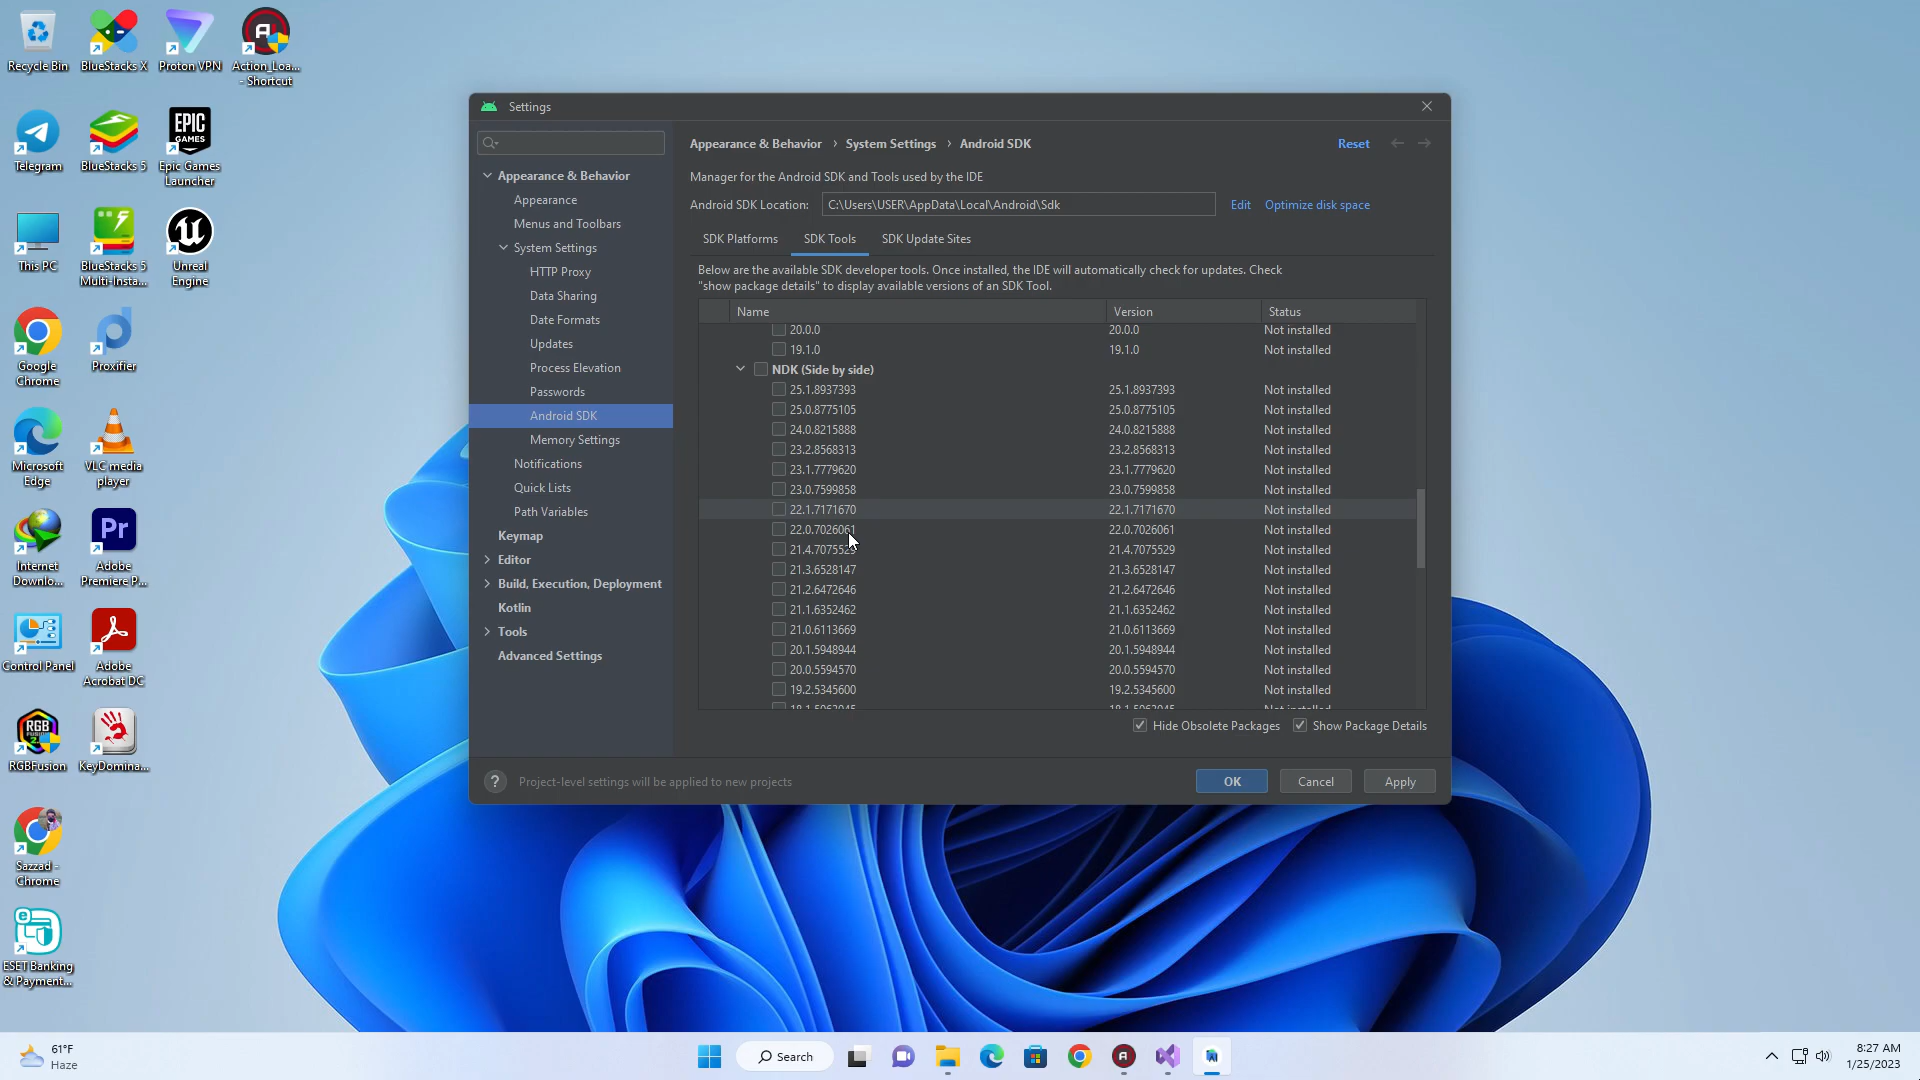 Recycle Bin
BlueStacks X
Proton VPN
Action_Loa...
- Shortcut
Telegram
BlueStacks 5
EPIC
GAMES
Epic Games
Launcher
This PC
BlueStacks 5
Multi-Insta...
Unreal
Engine
Google
Chrome
Proxifier
Microsoft
Edge
VLC media
player
Internet
Downlo...
Pr
Adobe
Premiere P...
Control Panel
Adobe
Acrobat DC
RGB
FUSION
2.0
RGBFusion
KeyDomina...
Sazzad -
Chrome
ESET Banking
& Payment...
Settings
Appearance & Behavior
Appearance
Menus and Toolbars
System Settings
HTTP Proxy
Data Sharing
Date Formats
Updates
Process Elevation
Passwords
Android SDK
Memory Settings
Notifications
Quick Lists
Path Variables
Keymap
Editor
Build, Execution, Deployment
Kotlin
Tools
Advanced Settings
Appearance & Behavior › System Settings › Android SDK
Reset
Manager for the Android SDK and Tools used by the IDE
Android SDK Location: C:\Users\USER\AppData\Local\Android\Sdk Edit Optimize disk space
SDK Platforms SDK Tools SDK Update Sites
Below are the available SDK developer tools. Once installed, the IDE will automatically check for updates. Check
"show package details" to display available versions of an SDK Tool.
Name Version Status
20.0.0 20.0.0 Not installed
19.1.0 19.1.0 Not installed
NDK (Side by side)
25.1.8937393 25.1.8937393 Not installed
25.0.8775105 25.0.8775105 Not installed
24.0.8215888 24.0.8215888 Not installed
23.2.8568313 23.2.8568313 Not installed
23.1.7779620 23.1.7779620 Not installed
23.0.7599858 23.0.7599858 Not installed
22.1.7171670 22.1.7171670 Not installed
22.0.7026061 22.0.7026061 Not installed
21.4.7075529 21.4.7075529 Not installed
21.3.6528147 21.3.6528147 Not installed
21.2.6472646 21.2.6472646 Not installed
21.1.6352462 21.1.6352462 Not installed
21.0.6113669 21.0.6113669 Not installed
20.1.5948944 20.1.5948944 Not installed
20.0.5594570 20.0.5594570 Not installed
19.2.5345600 19.2.5345600 Not installed
Hide Obsolete Packages Show Package Details
? Project-level settings will be applied to new projects
OK Cancel Apply
61°F
Haze
Search
8:27 AM
1/25/2023